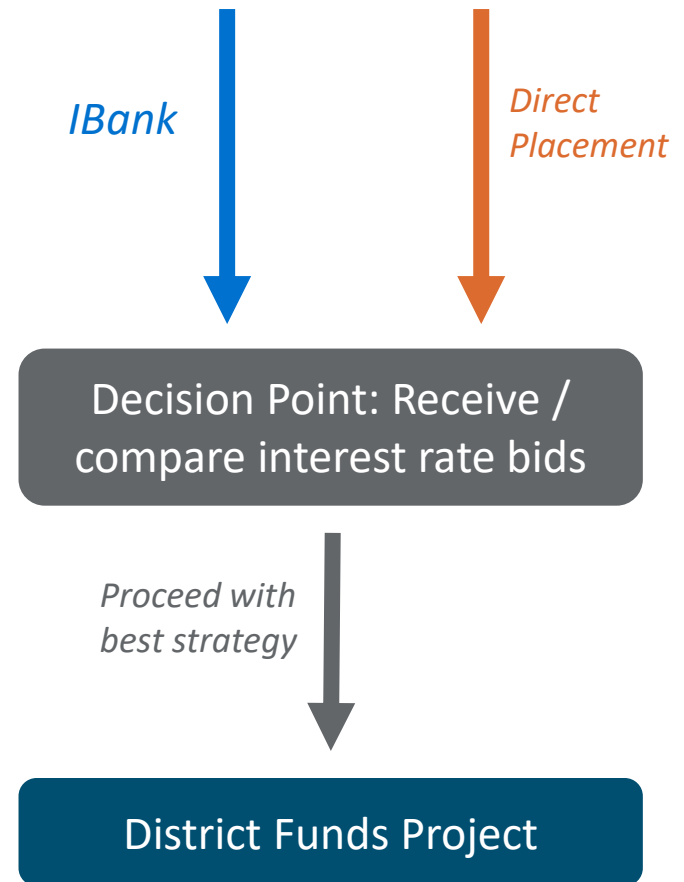 IBank
Direct
Placement
Decision Point: Receive /
compare interest rate bids
Proceed with
best strategy
District Funds Project